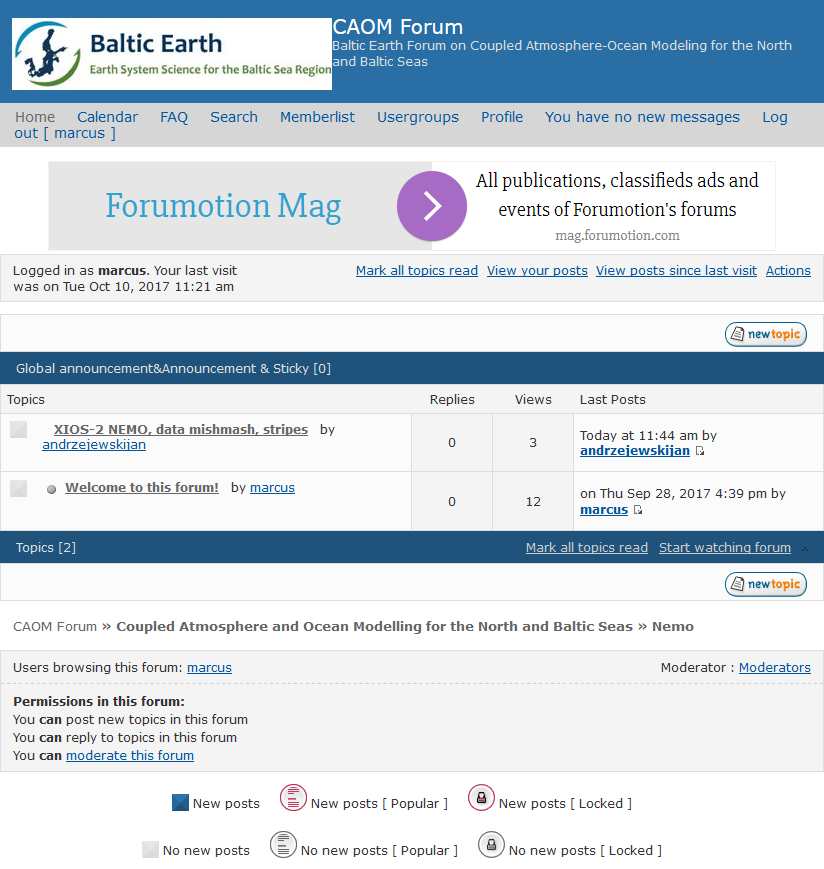 Baltic Earth
Earth System Science for the Baltic Sea Region
CAOM Forum
Baltic Earth Forum on Coupled Atmosphere-Ocean Modeling for the North
and Baltic Seas
Home Calendar FAQ Search Memberlist Usergroups Profile You have no new messages Log
out [ marcus ]
Forumotion Mag
All publications, classifieds ads and
events of Forumotion's forums
mag.forumotion.com
Logged in as marcus. Your last visit
was on Tue Oct 10, 2017 11:21 am
Mark all topics read View your posts View posts since last visit Actions
newtopic
Global announcement&Announcement & Sticky [0]
Topics Replies Views Last Posts
XIOS-2 NEMO, data mishmash, stripes by
andrzejewskijan
0 3
Today at 11:44 am by
andrzejewskijan
Welcome to this forum! by marcus
0 12
on Thu Sep 28, 2017 4:39 pm by
marcus
Topics [2] Mark all topics read Start watching forum
newtopic
CAOM Forum » Coupled Atmosphere and Ocean Modelling for the North and Baltic Seas » Nemo
Users browsing this forum: marcus Moderator : Moderators
Permissions in this forum:
You can post new topics in this forum
You can reply to topics in this forum
You can moderate this forum
New posts New posts [ Popular ] New posts [ Locked ]
No new posts No new posts [ Popular ] No new posts [ Locked ]